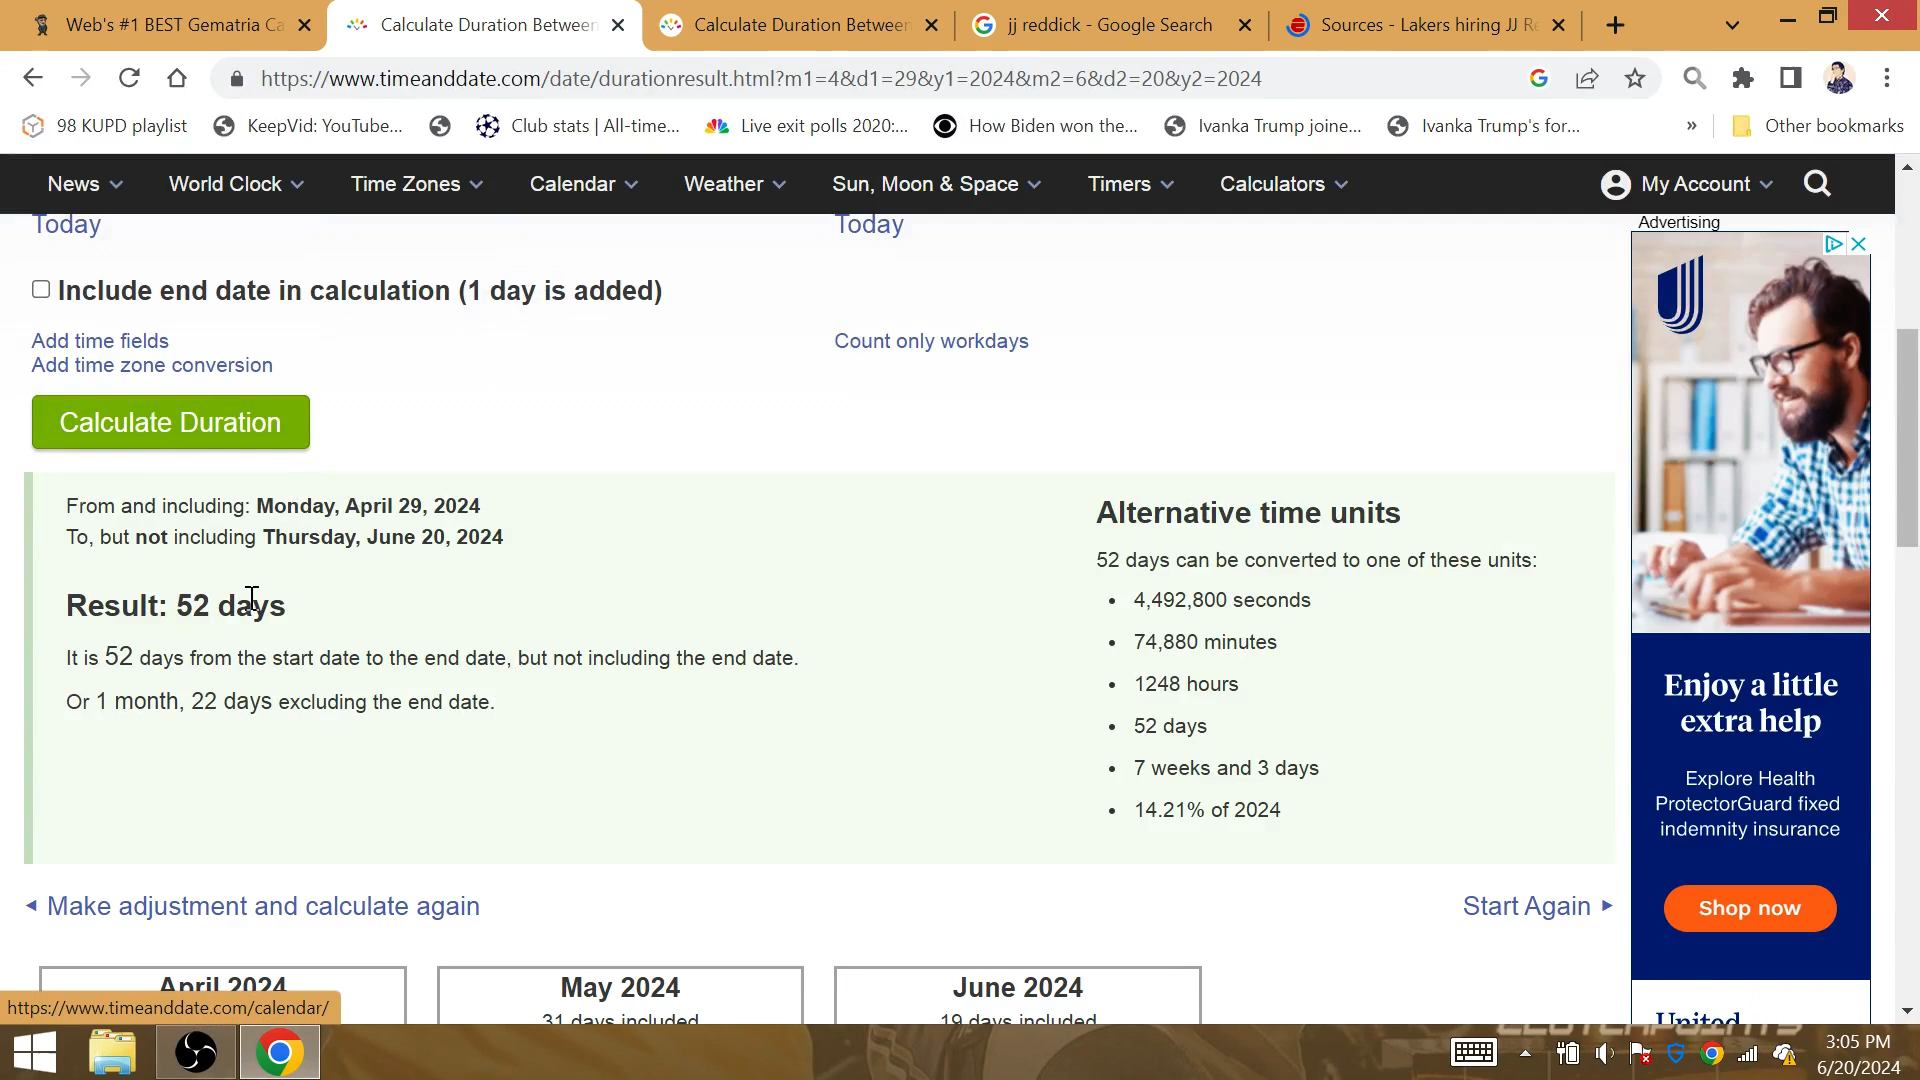 Web's #1 BEST Gematria Ca
Calculate Duration Between
Calculate Duration Between
jj reddick - Google Search
Sources - Lakers hiring JJ Re
https://www.timeanddate.com/date/durationresult.html?m1=4&d1=29&y1=2024&m2=6&d2=20&y2=2024
98 KUPD playlist
KeepVid: YouTube...
Club stats | All-time...
Live exit polls 2020:...
How Biden won the...
Ivanka Trump joine...
Ivanka Trump's for...
»
Other bookmarks
News
World Clock
Time Zones
Calendar
Weather
Sun, Moon & Space
Timers
Calculators
My Account
Today
Today
Advertising
Include end date in calculation (1 day is added)
Add time fields
Count only workdays
Add time zone conversion
Calculate Duration
From and including: Monday, April 29, 2024
To, but not including Thursday, June 20, 2024
Result: 52 days
It is 52 days from the start date to the end date, but not including the end date.
Or 1 month, 22 days excluding the end date.
Alternative time units
52 days can be converted to one of these units:
• 4,492,800 seconds
• 74,880 minutes
• 1248 hours
• 52 days
• 7 weeks and 3 days
• 14.21% of 2024
Enjoy a little
extra help
Explore Health
ProtectorGuard fixed
indemnity insurance
Shop now
United
Make adjustment and calculate again
Start Again
April 2024
May 2024
31 days included
June 2024
19 days included
https://www.timeanddate.com/calendar/
CLUTCHPOINTS
3:05 PM
6/20/2024